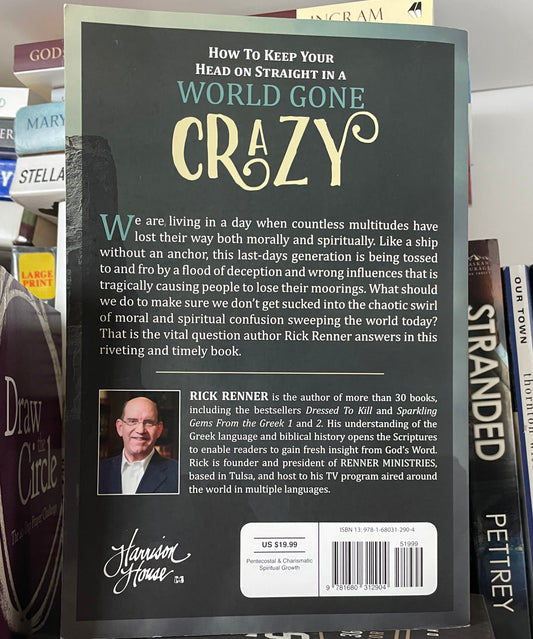 INGRAM
GOD
MARY
STELLA
LARGE
PRINT
Draw
Circle
How To Keep Your
Head on Straight in a
World Gone
CRAZY
We are living in a day when countless multitudes have
lost their way both morally and spiritually. Like a ship
without an anchor, this last-days generation is being tossed
to and fro by a flood of deception and wrong influences that is
tragically causing people to lose their moorings. What should
we do to make sure we don't get sucked into the chaotic swirl
of moral and spiritual confusion sweeping the world today?
That is the vital question author Rick Renner answers in this
riveting and timely book.
RICK RENNER is the author of more than 30 books,
including the bestsellers Dressed To Kill and Sparkling
Gems From the Greek 1 and 2. His understanding of the
Greek language and biblical history opens the Scriptures
to enable readers to gain fresh insight from God's Word.
Rick is founder and president of RENNER MINISTRIES,
based in Tulsa, and host to his TV program aired around
the world in multiple languages.
Harrison
House
US $19.99
Pentecostal & Charismatic
Spiritual Growth
ISBN 13: 978-1-68031-290-4
51999
9 781680 312904
STRANDED
PETTREY
OUR TOWN
thornton